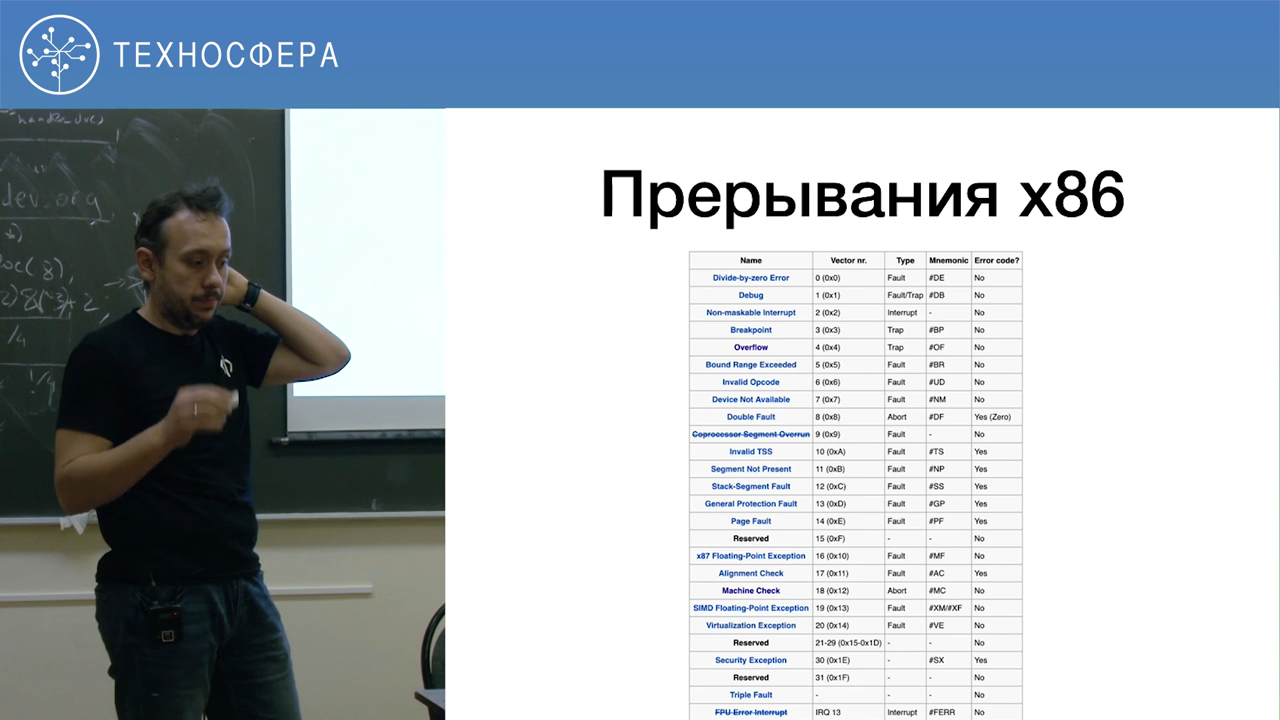 ТЕХНОСФЕРА
handle_dve)
dev_org
Прерывания x86
Name Vector nr. Type Mnemonic Error code?
Divide-by-zero Error 0 (0x0) Fault #DE No
Debug 1 (0x1) Fault/Trap #DB No
Non-maskable Interrupt 2 (0x2) Interrupt - No
Breakpoint 3 (0x3) Trap #BP No
Overflow 4 (0x4) Trap #OF No
Bound Range Exceeded 5 (0x5) Fault #BR No
Invalid Opcode 6 (0x6) Fault #UD No
Device Not Available 7 (0x7) Fault #NM No
Double Fault 8 (0x8) Abort #DF Yes (Zero)
Coprocessor Segment Overrun 9 (0x9) Fault - No
Invalid TSS 10 (0xA) Fault #TS Yes
Segment Not Present 11 (0xB) Fault #NP Yes
Stack-Segment Fault 12 (0xC) Fault #SS Yes
General Protection Fault 13 (0xD) Fault #GP Yes
Page Fault 14 (0xE) Fault #PF Yes
Reserved 15 (0xF) - - No
x87 Floating-Point Exception 16 (0x10) Fault #MF No
Alignment Check 17 (0x11) Fault #AC Yes
Machine Check 18 (0x12) Abort #MC No
SIMD Floating-Point Exception 19 (0x13) Fault #XM/#XF No
Virtualization Exception 20 (0x14) Fault #VE No
Reserved 21-29 (0x15-0x1D) - - No
Security Exception 30 (0x1E) - #SX Yes
Reserved 31 (0x1F) - - No
Triple Fault - - - No
FPU Error Interrupt IRQ 13 Interrupt #FERR No